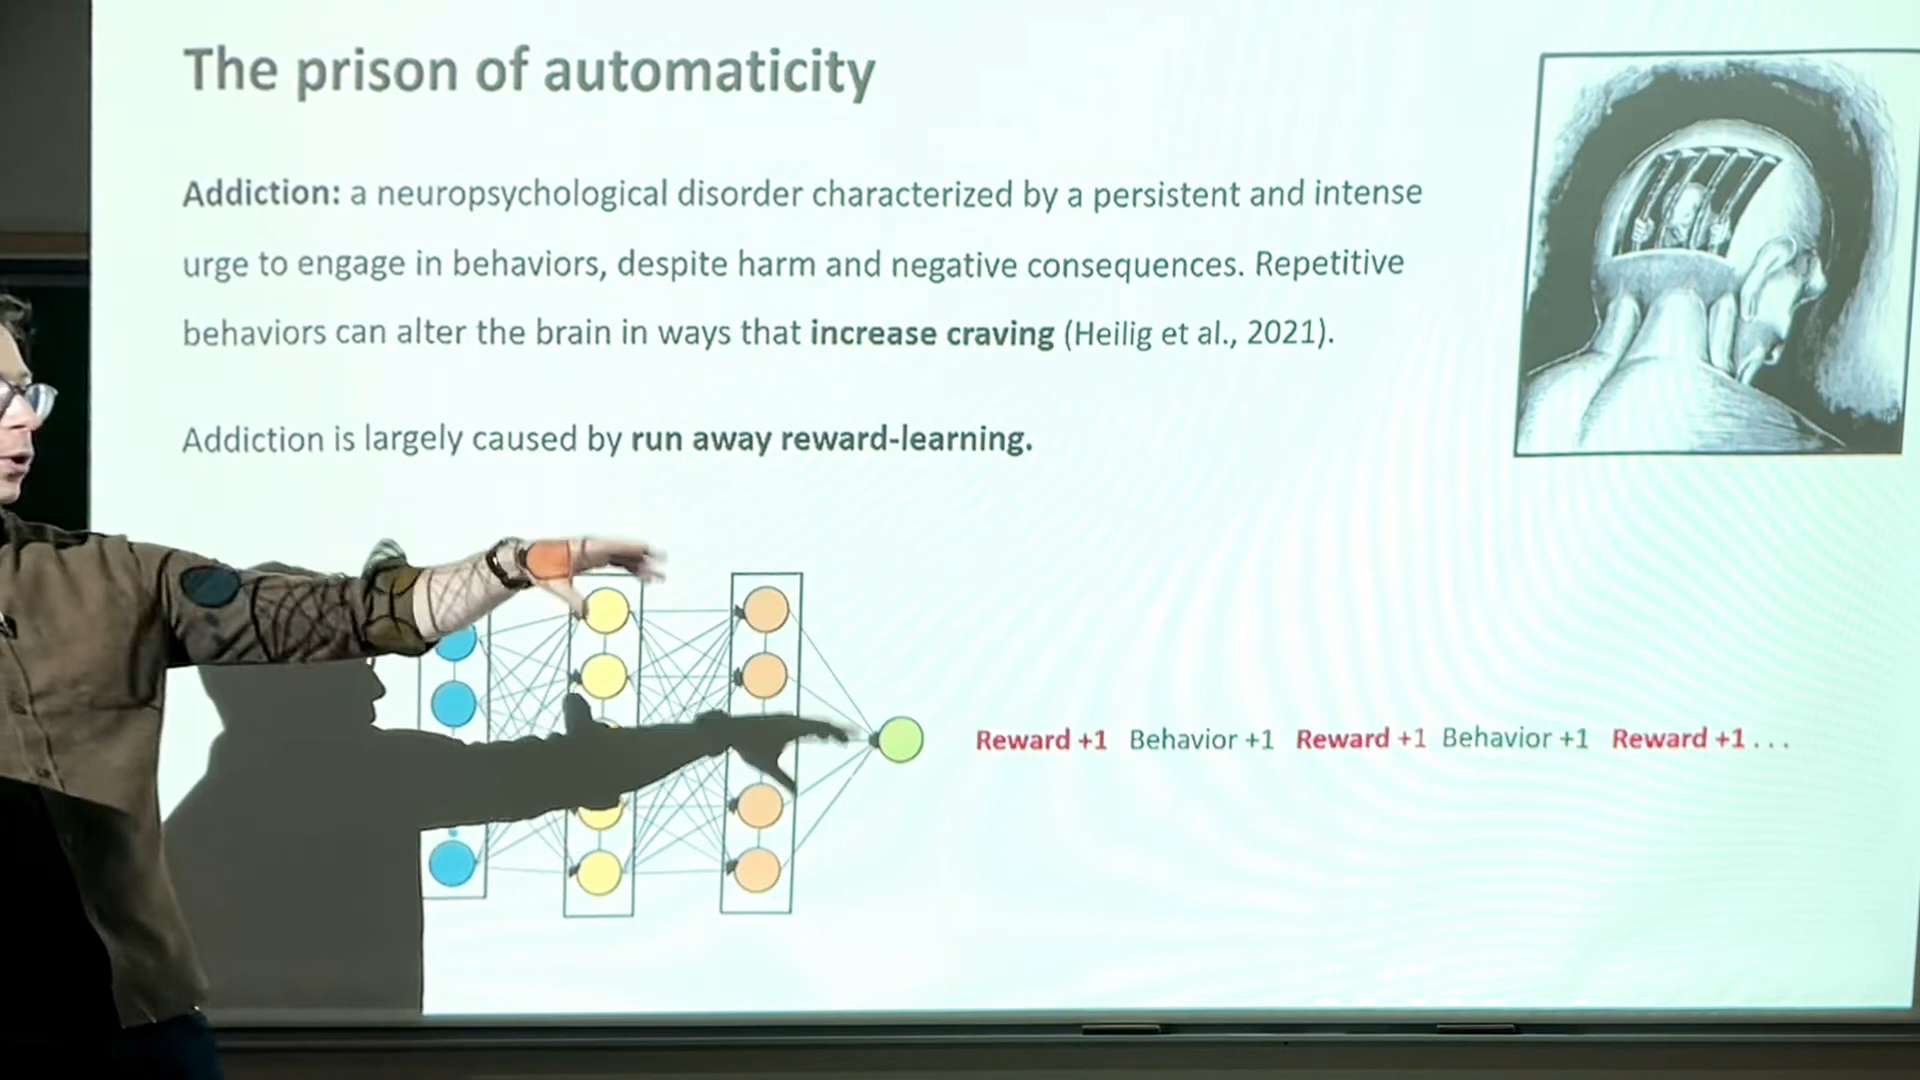 The prison of automaticity
Addiction: a neuropsychological disorder characterized by a persistent and intense
urge to engage in behaviors, despite harm and negative consequences. Repetitive
behaviors can alter the brain in ways that increase craving (Heilig et al., 2021).
Addiction is largely caused by run away reward-learning.
Reward +1 Behavior +1 Reward +1 Behavior +1 Reward +1 . . .